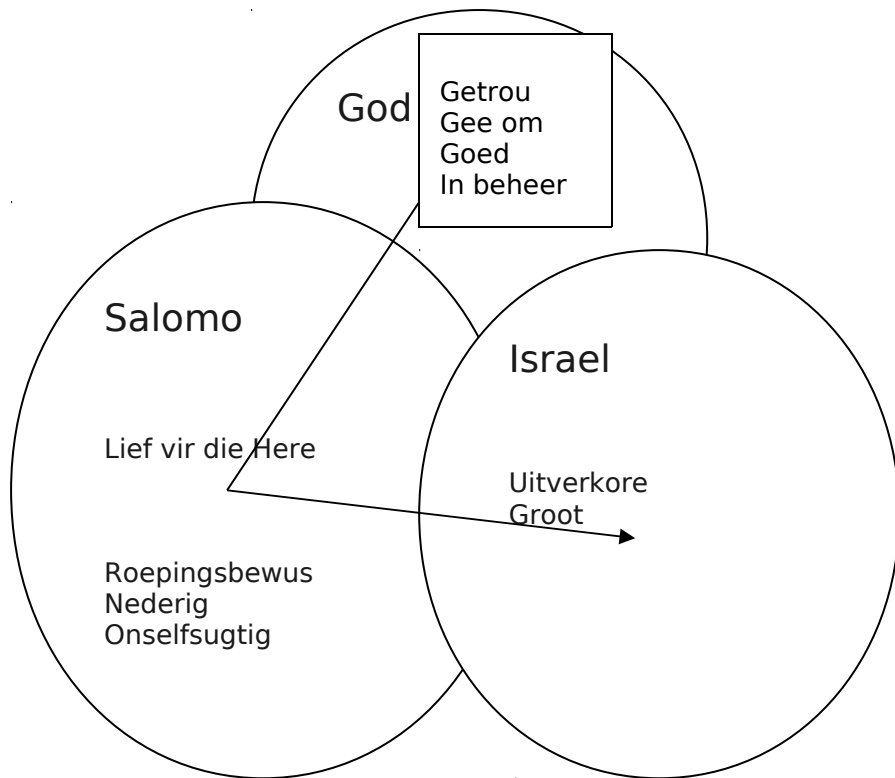 God
Getrou
Gee om
Goed
In beheer
Salomo
Lief vir die Here
Roepingsbewus
Nederig
Onselfsugtig
Israel
Uitverkore
Groot